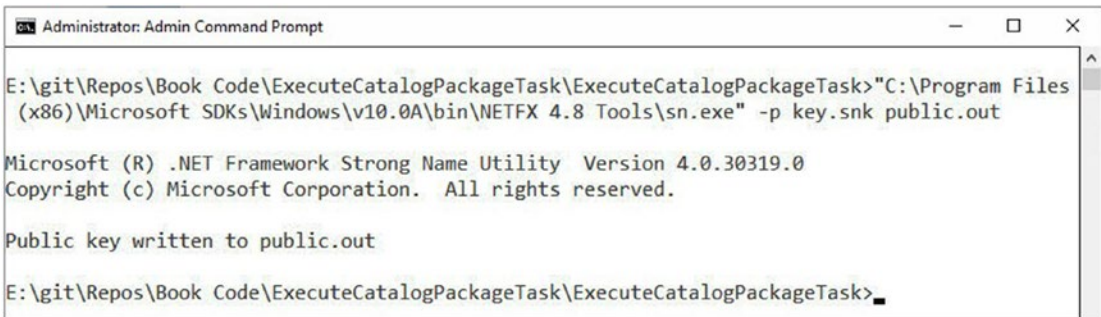 Administrator: Admin Command Prompt
E:\git\Repos\Book Code\ExecuteCatalogPackageTask\ExecuteCatalogPackageTask>"C:\Program Files
(x86)\Microsoft SDKs\Windows\v10.0A\bin\NETFX 4.8 Tools\sn.exe" -p key.snk public.out
Microsoft (R) .NET Framework Strong Name Utility  Version 4.0.30319.0
Copyright (c) Microsoft Corporation.  All rights reserved.
Public key written to public.out
E:\git\Repos\Book Code\ExecuteCatalogPackageTask\ExecuteCatalogPackageTask>